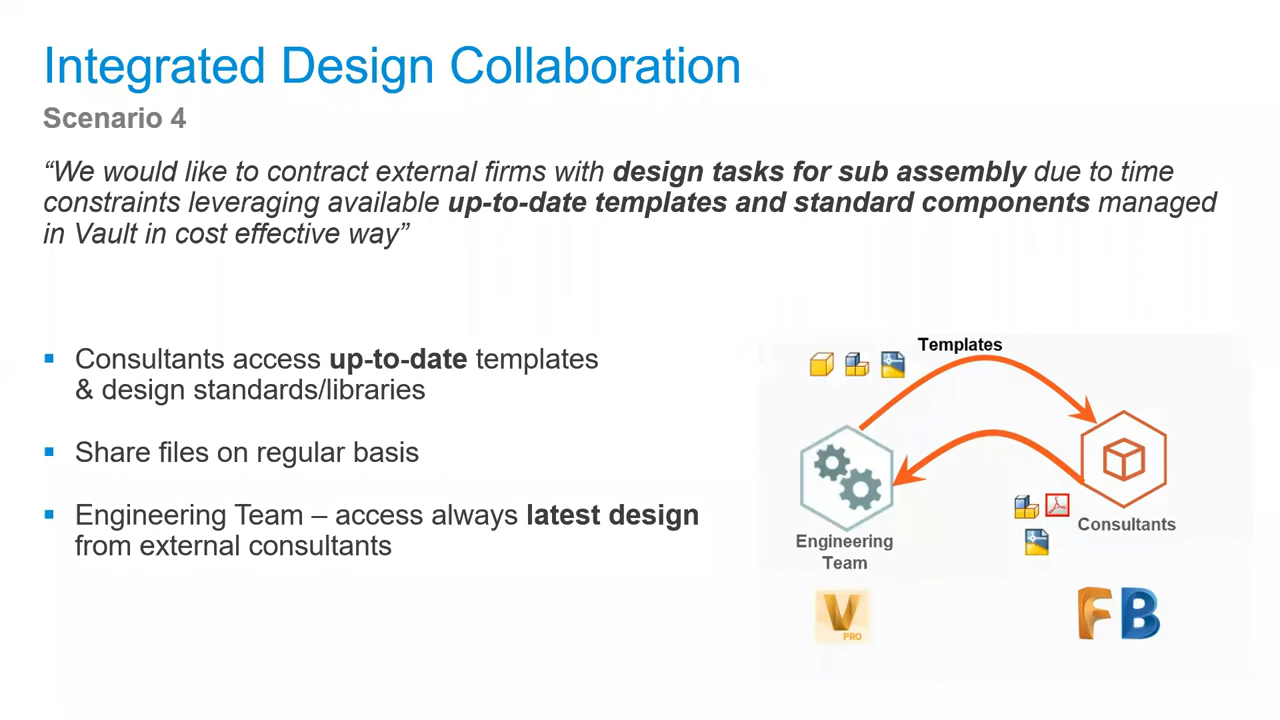 Integrated Design Collaboration
Scenario 4
“We would like to contract external firms with design tasks for sub assembly due to time
constraints leveraging available up-to-date templates and standard components managed
in Vault in cost effective way”
Consultants access up-to-date templates
& design standards/libraries
Share files on regular basis
Engineering Team – access always latest design
from external consultants
Templates
Consultants
Engineering
Team
V
PRO
F B